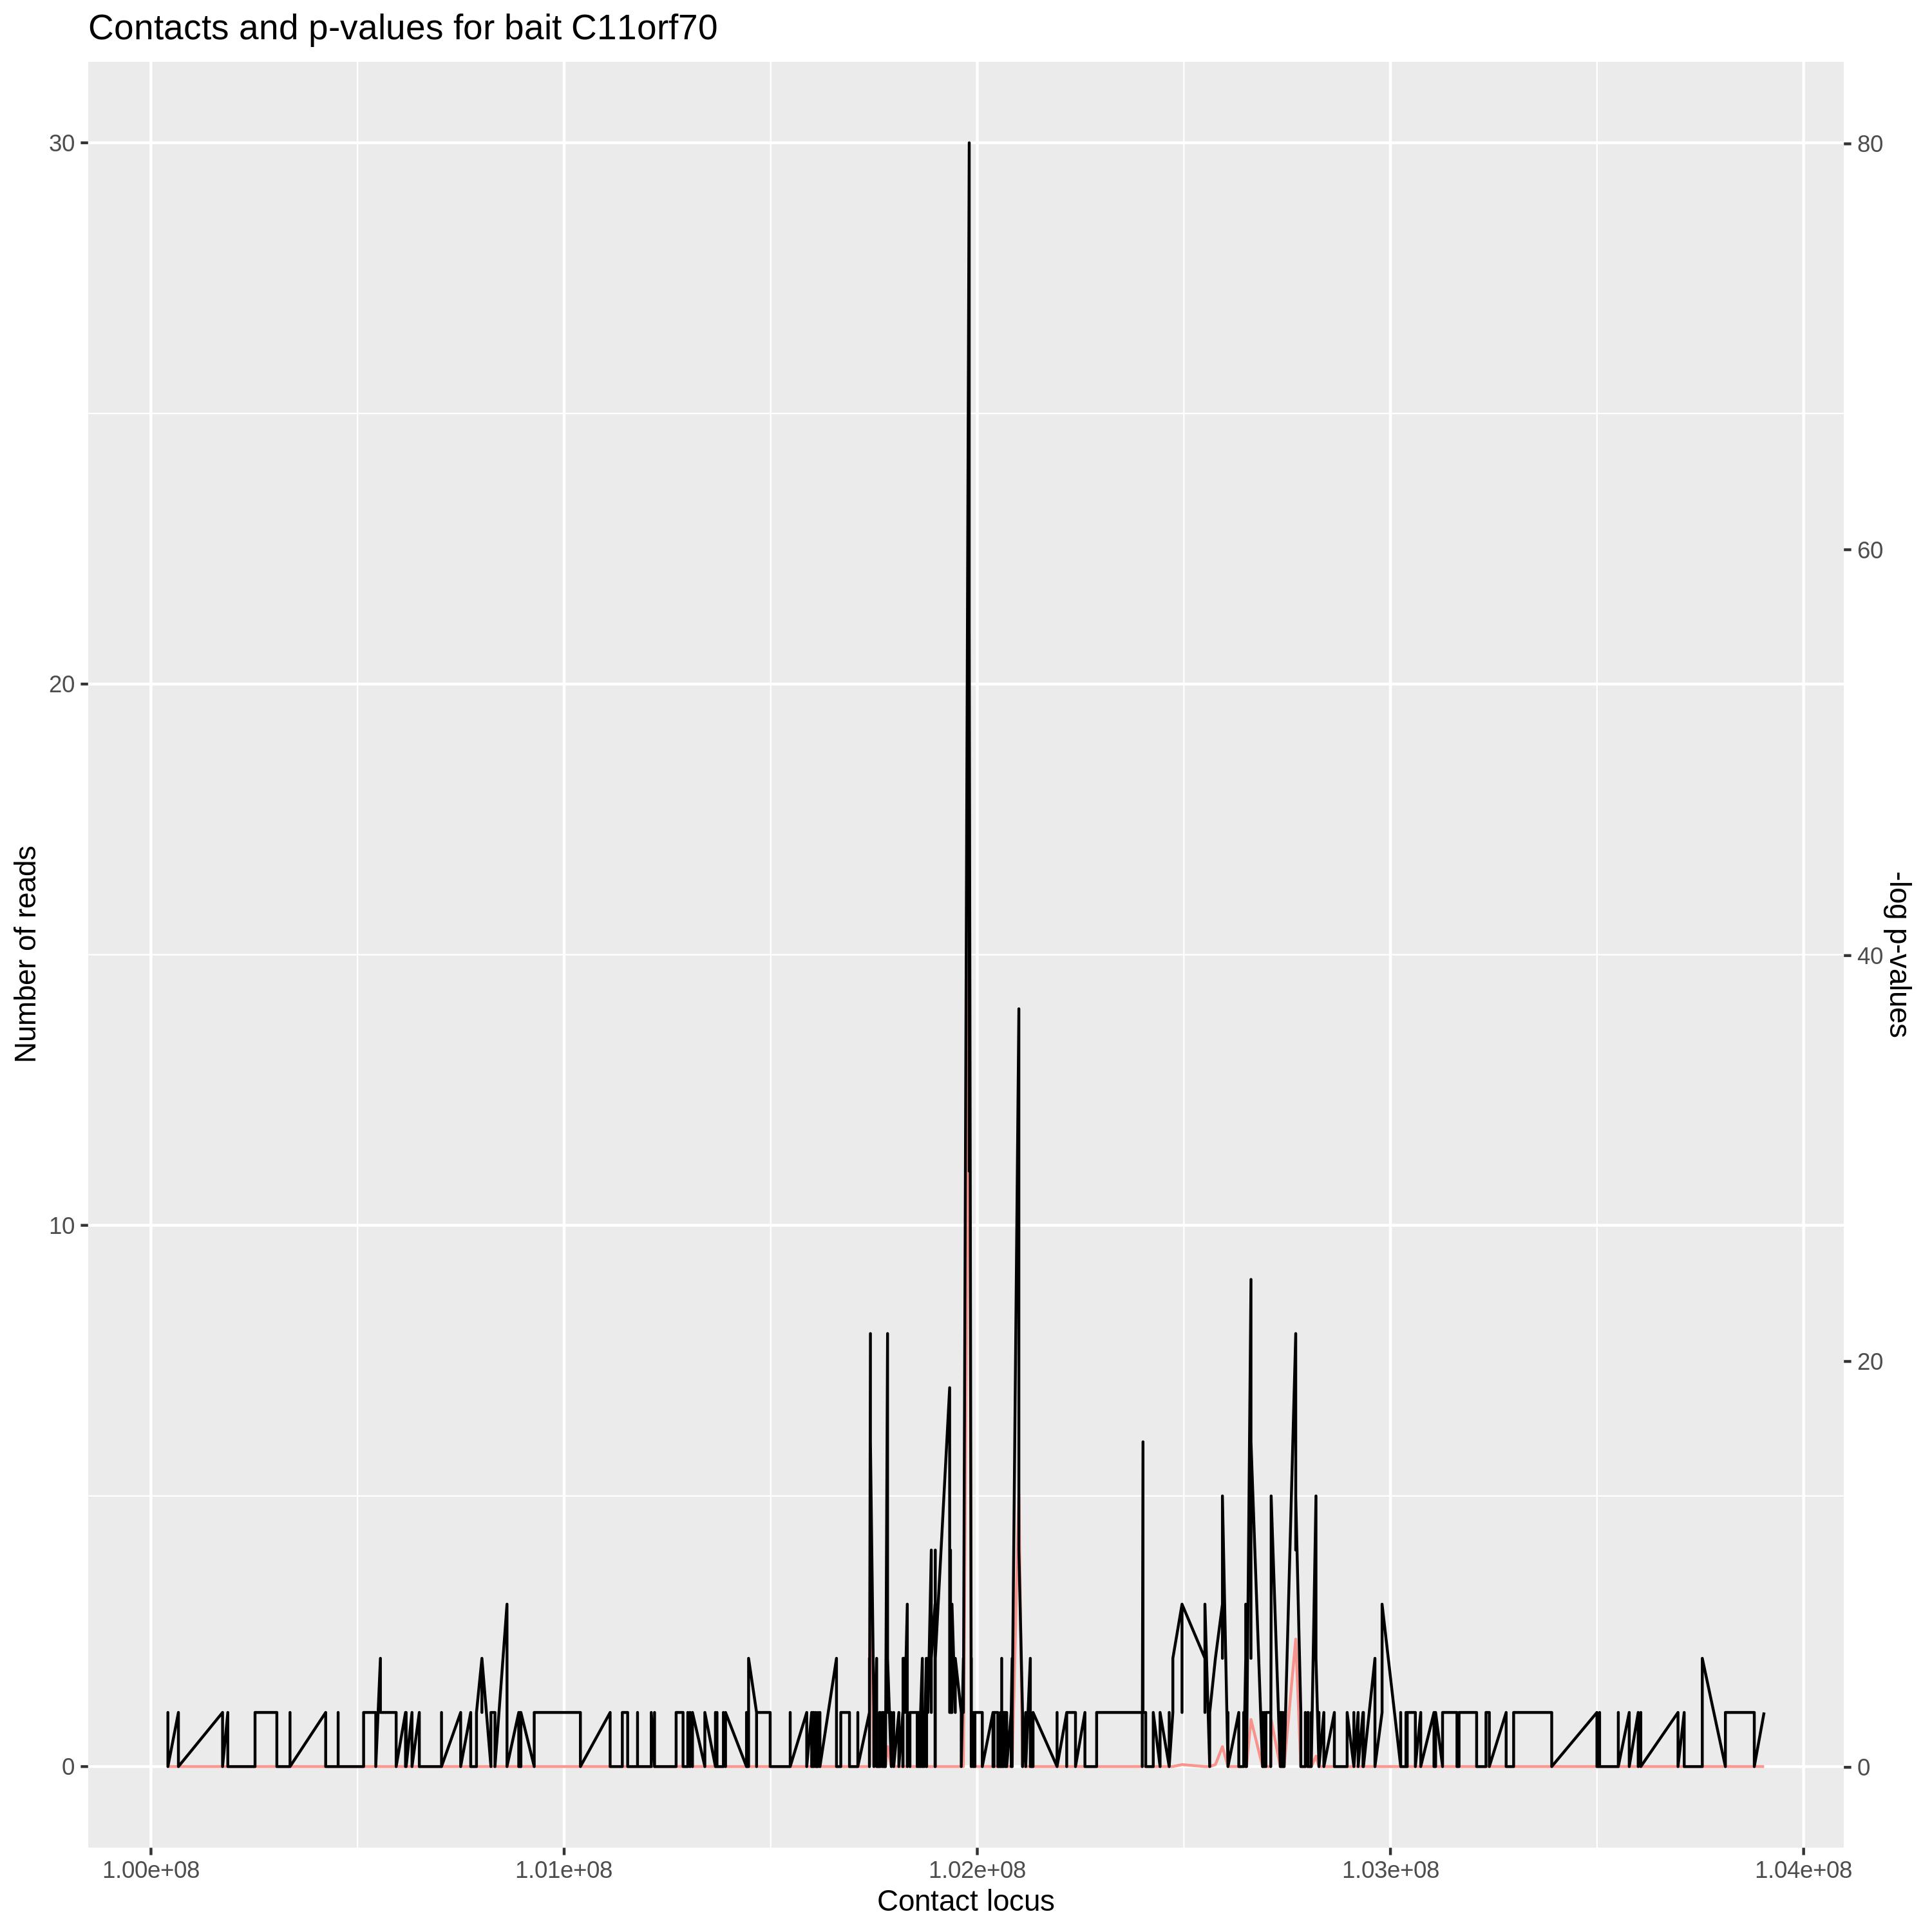 Contacts and p-values for bait C11orf70
30
20
10
0
80
60
40
20
0
Number of reads
-log p-values
1.00e+08 1.01e+08 1.02e+08 1.03e+08 1.04e+08
Contact locus